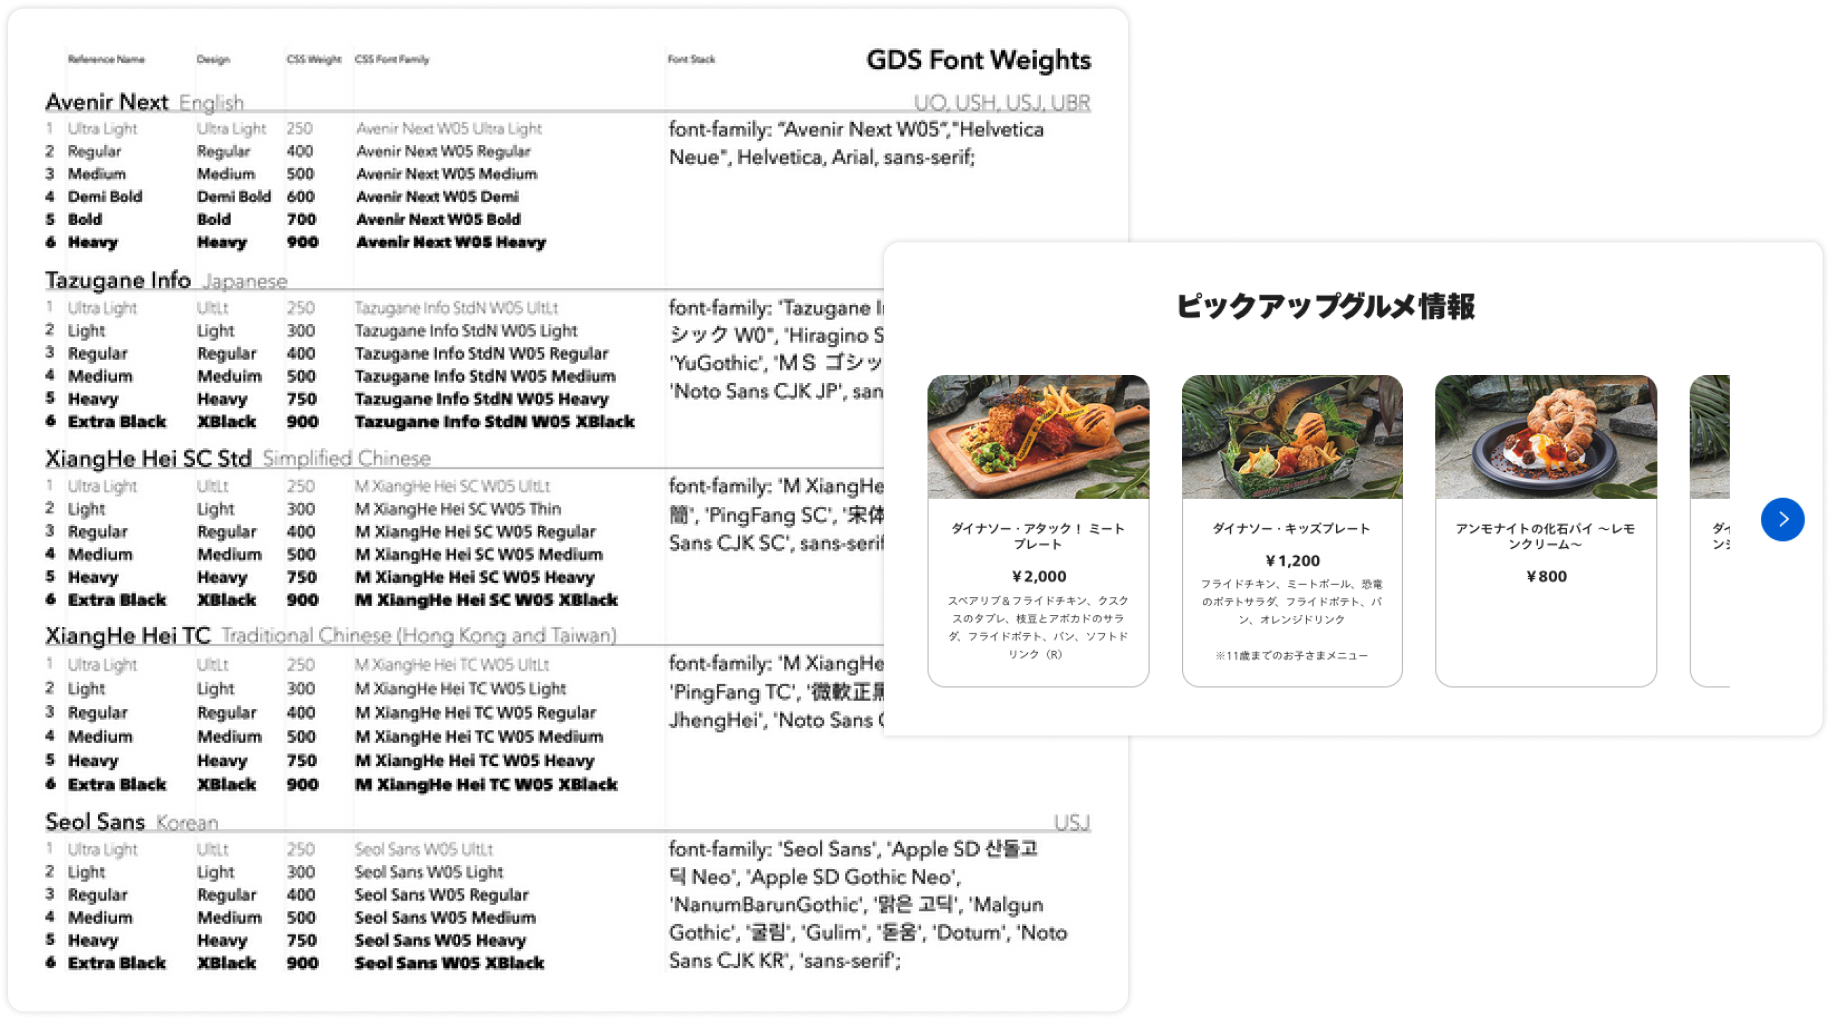 Reference Name Design CSS Weight CSS Font Family Font Stack GDS Font Weights
Avenir Next English UO, USH, USJ, UBR
1 Ultra Light Ultra Light 250 Avenir Next W05 Ultra Light
2 Regular Regular 400 Avenir Next W05 Regular
3 Medium Medium 500 Avenir Next W05 Medium
4 Demi Bold Demi Bold 600 Avenir Next W05 Demi
5 Bold Bold 700 Avenir Next W05 Bold
6 Heavy Heavy 900 Avenir Next W05 Heavy
font-family: “Avenir Next W05”,"Helvetica
Neue", Helvetica, Arial, sans-serif;
Tazugane Info Japanese
1 Ultra Light UltLt 250 Tazugane Info StdN W05 UltLt
2 Light Light 300 Tazugane Info StdN W05 Light
3 Regular Regular 400 Tazugane Info StdN W05 Regular
4 Medium Meduim 500 Tazugane Info StdN W05 Medium
5 Heavy Heavy 750 Tazugane Info StdN W05 Heavy
6 Extra Black XBlack 900 Tazugane Info StdN W05 XBlack
font-family: 'Tazugane I
シック W0", 'Hiragino S
'YuGothic', 'ＭＳ ゴシッ
'Noto Sans CJK JP', san
XiangHe Hei SC Std Simplified Chinese
1 Ultra Light UltLt 250 M XiangHe Hei SC W05 UltLt
2 Light Light 300 M XiangHe Hei SC W05 Thin
3 Regular Regular 400 M XiangHe Hei SC W05 Regular
4 Medium Medium 500 M XiangHe Hei SC W05 Medium
5 Heavy Heavy 750 M XiangHe Hei SC W05 Heavy
6 Extra Black XBlack 900 M XiangHe Hei SC W05 XBlack
font-family: 'M XiangHe
簡', 'PingFang SC', '宋体
Sans CJK SC', sans-serif
XiangHe Hei TC Traditional Chinese (Hong Kong and Taiwan)
1 Ultra Light UltLt 250 M XiangHe Hei TC W05 UltLt
2 Light Light 300 M XiangHe Hei TC W05 Light
3 Regular Regular 400 M XiangHe Hei TC W05 Regular
4 Medium Medium 500 M XiangHe Hei TC W05 Medium
5 Heavy Heavy 750 M XiangHe Hei TC W05 Heavy
6 Extra Black XBlack 900 M XiangHe Hei TC W05 XBlack
font-family: 'M XiangHe
'PingFang TC', '微軟正黑
JhengHei', 'Noto Sans
Seol Sans Korean USJ
1 Ultra Light UltLt 250 Seol Sans W05 UltLt
2 Light Light 300 Seol Sans W05 Light
3 Regular Regular 400 Seol Sans W05 Regular
4 Medium Medium 500 Seol Sans W05 Medium
5 Heavy Heavy 750 Seol Sans W05 Heavy
6 Extra Black XBlack 900 Seol Sans W05 XBlack
font-family: 'Seol Sans', 'Apple SD 산돌고
딕 Neo', 'Apple SD Gothic Neo',
'NanumBarunGothic', '맑은 고딕', 'Malgun
Gothic', '굴림', 'Gulim', '돋움', 'Dotum', 'Noto
Sans CJK KR', 'sans-serif';
ピックアップグルメ情報
ダイナソー・アタック！ ミート
プレート
￥2,000
スペアリブ＆フライドチキン、クスク
スのタブレ、枝豆とアボカドのサラ
ダ、フライドポテト、パン、ソフトド
リンク（R）
ダイナソー・キッズプレート
￥1,200
フライドチキン、ミートボール、恐竜
のポテトサラダ、フライドポテト、パ
ン、オレンジドリンク
※11歳までのお子さまメニュー
アンモナイトの化石パイ ～レモ
ンクリーム～
￥800
ダイ
ン